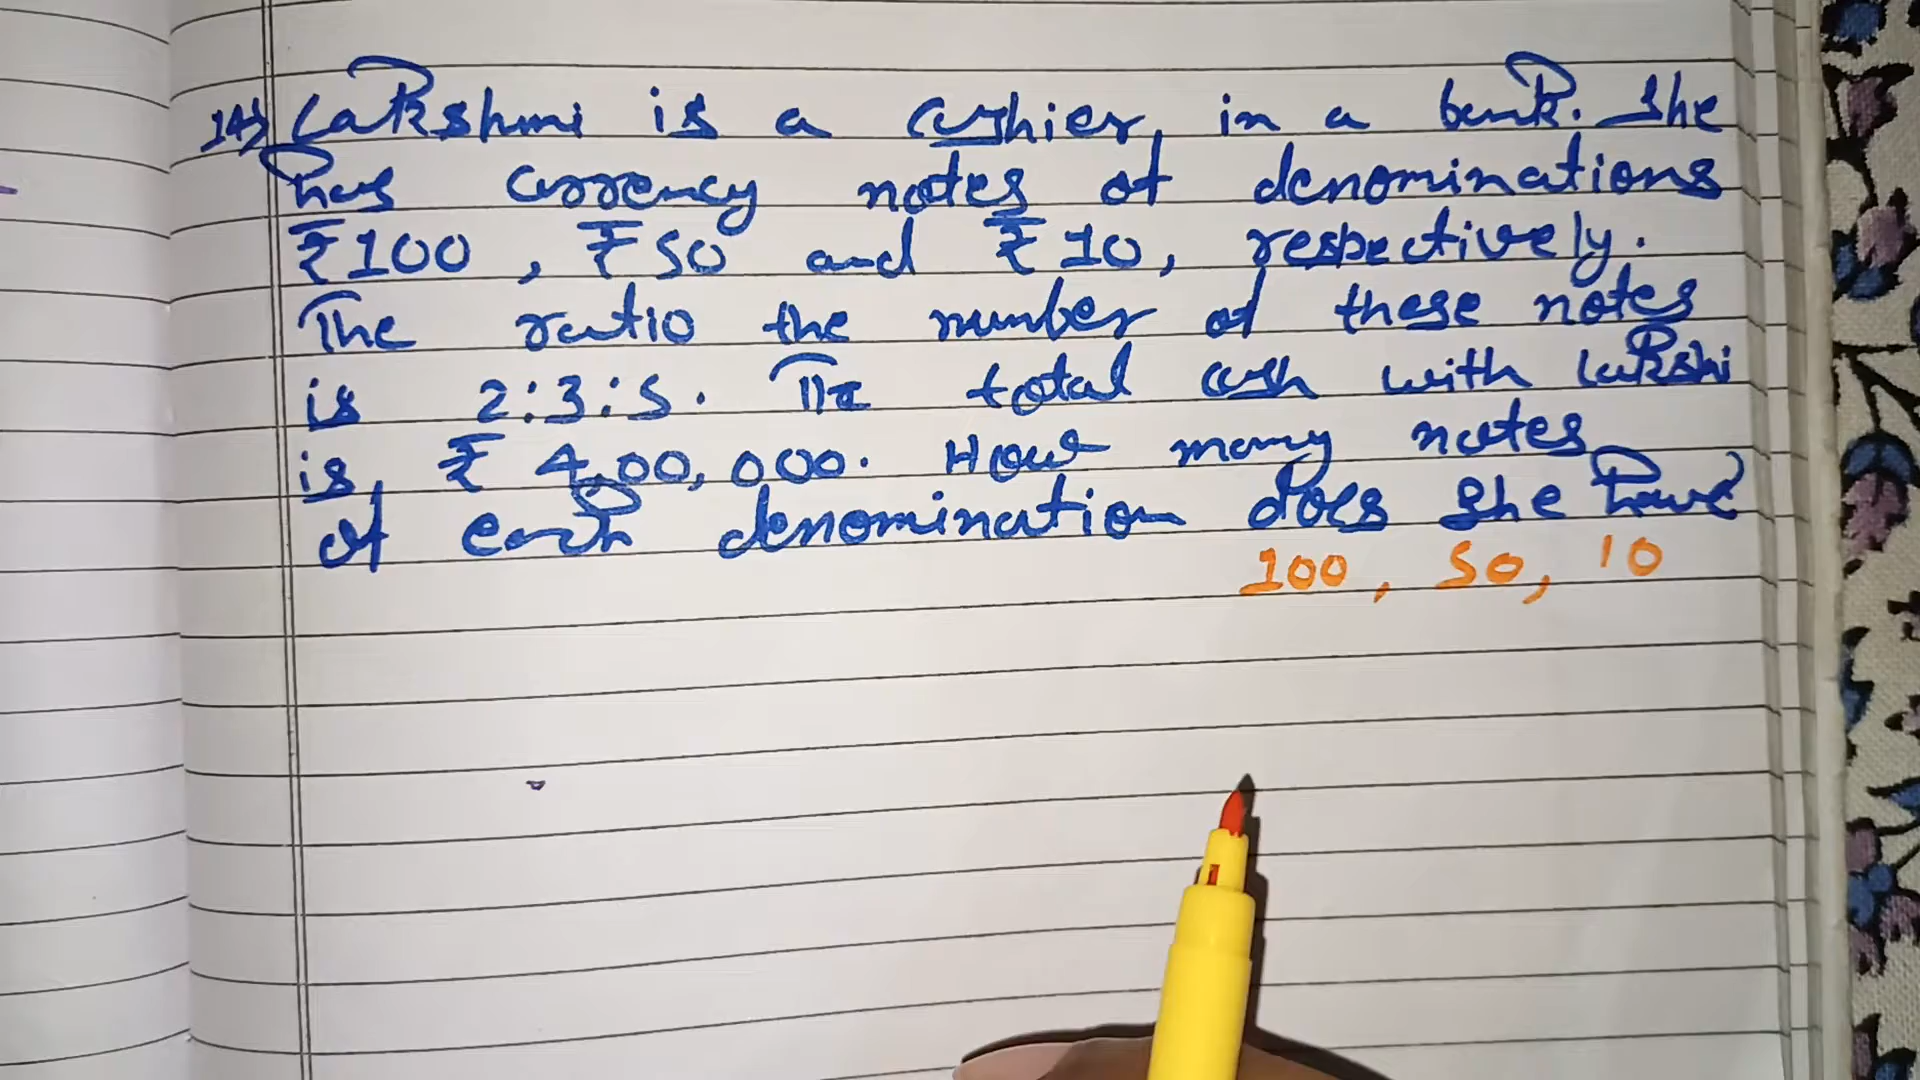 14) Lakshmi is a cashier in a bank. She
has currency notes of denominations
₹100, ₹50 and ₹10, respectively.
The ratio the number of these notes
is 2:3:5. The total cash with Lakshi
is ₹ 4,00,000. How many notes
of each denomination does she have?
100, 50, 10